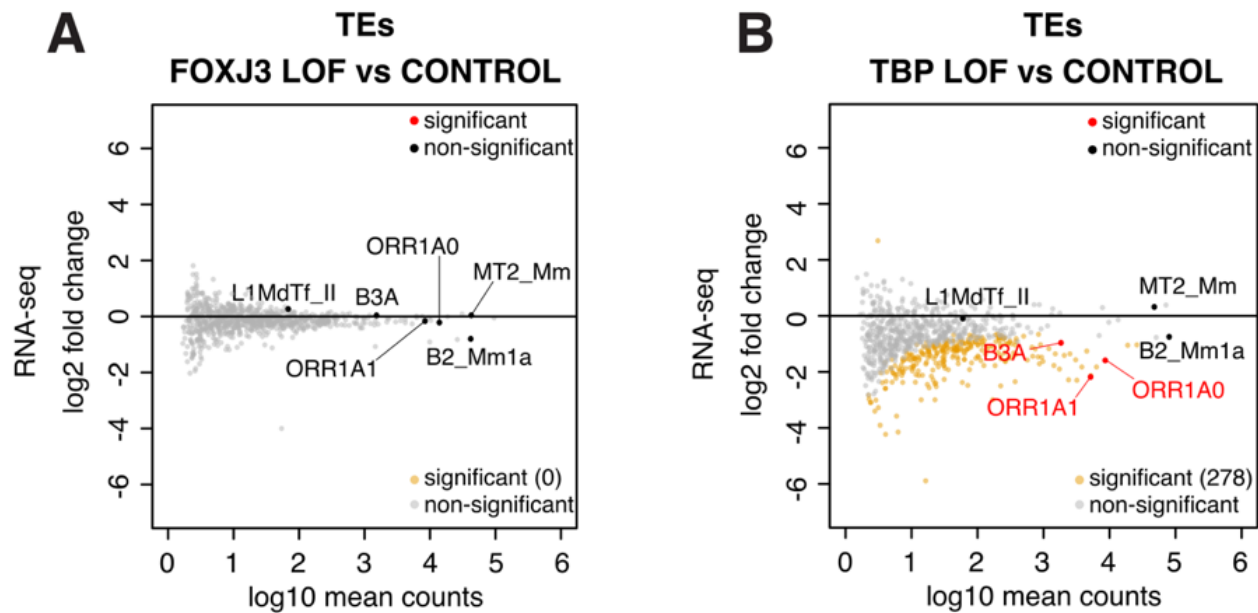 A
TEs
FOXJ3 LOF vs CONTROL
significant
non-significant
ORR1A0
MT2_Mm
L1MdTf_II
B3A
ORR1A1
B2_Mm1a
significant (0)
non-significant
6
4
2
0
-2
-4
-6
RNA-seq
log2 fold change
0 1 2 3 4 5 6
log10 mean counts
B
TEs
TBP LOF vs CONTROL
significant
non-significant
L1MdTf_II
MT2_Mm
B3A
B2_Mm1a
ORR1A0
ORR1A1
significant (278)
non-significant
6
4
2
0
-2
-4
-6
RNA-seq
log2 fold change
0 1 2 3 4 5 6
log10 mean counts